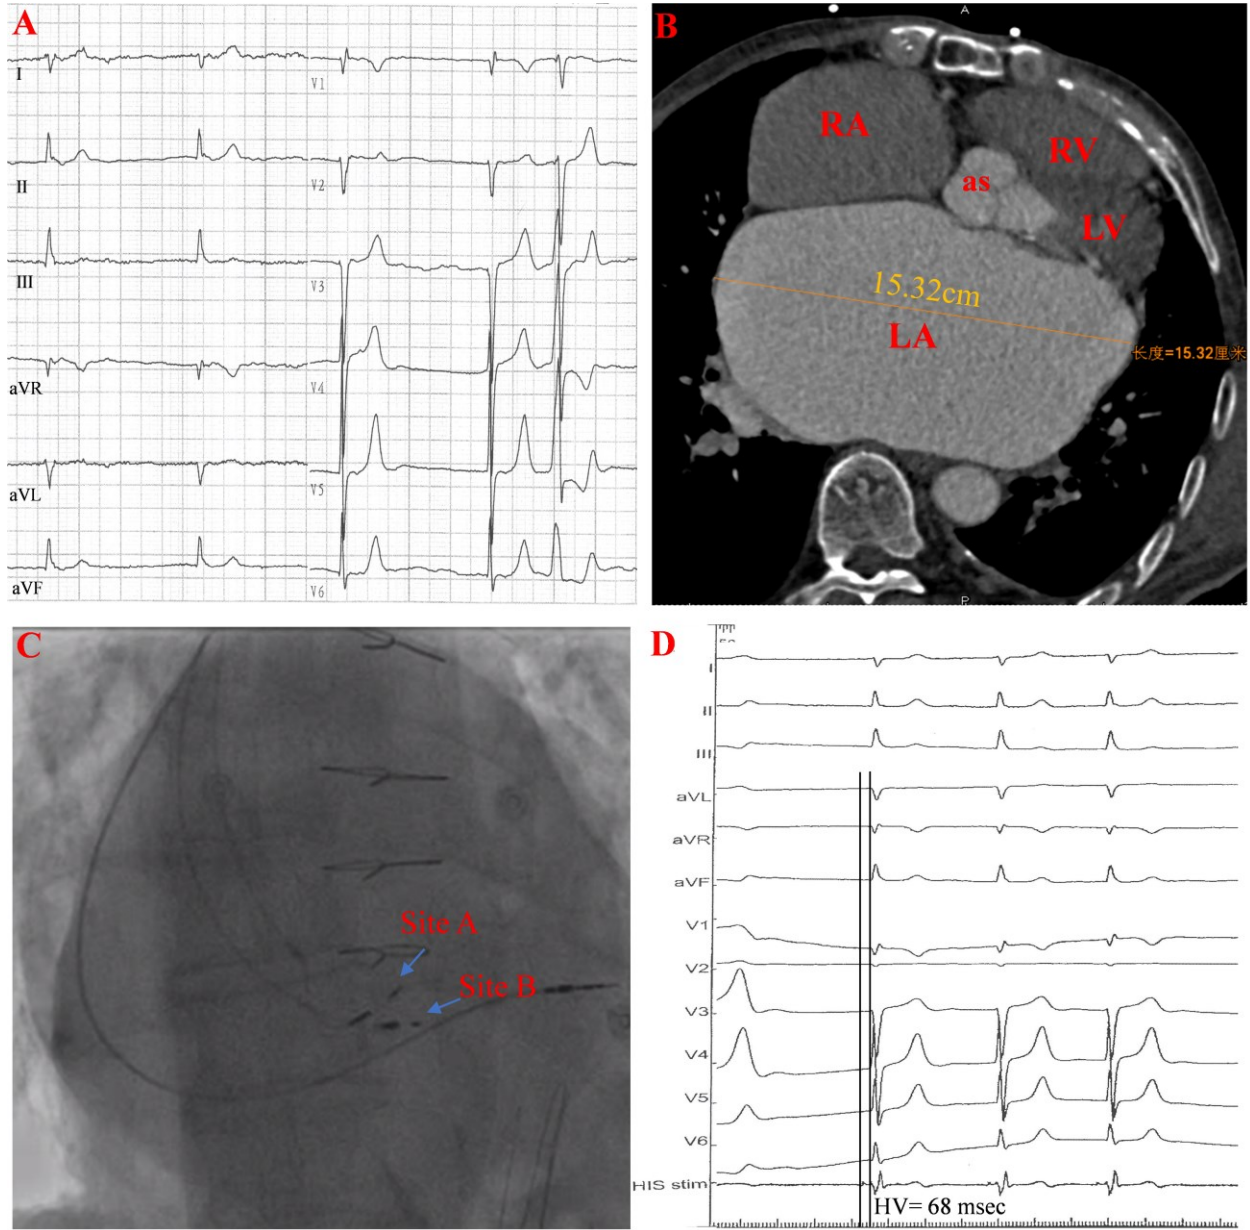 A
I
II
III
aVR
aVL
aVF
V1
V2
V3
V4
V5
V6
B
A
RA
RV
as
LV
15.32cm
LA
长度=15.32厘米
P
C
Site A
Site B
D
I
II
III
aVL
aVR
aVF
V1
V2
V3
V4
V5
V6
HIS stim
HV= 68 msec